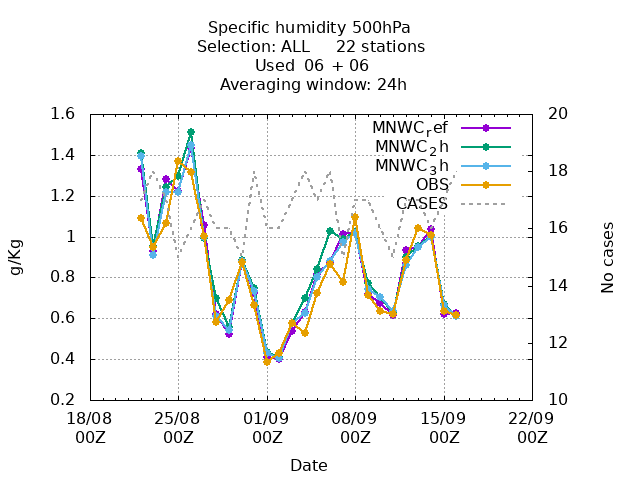 Specific humidity 500hPa
Selection: ALL 22 stations
Used 06 + 06
Averaging window: 24h
1.6
1.4
1.2
1
0.8
0.6
0.4
0.2
g/Kg
20
18
16
14
12
10
No cases
MNWCref
MNWC2h
MNWC3h
OBS
CASES
18/08 25/08 01/09 08/09 15/09 22/09
00Z 00Z 00Z 00Z 00Z 00Z
Date